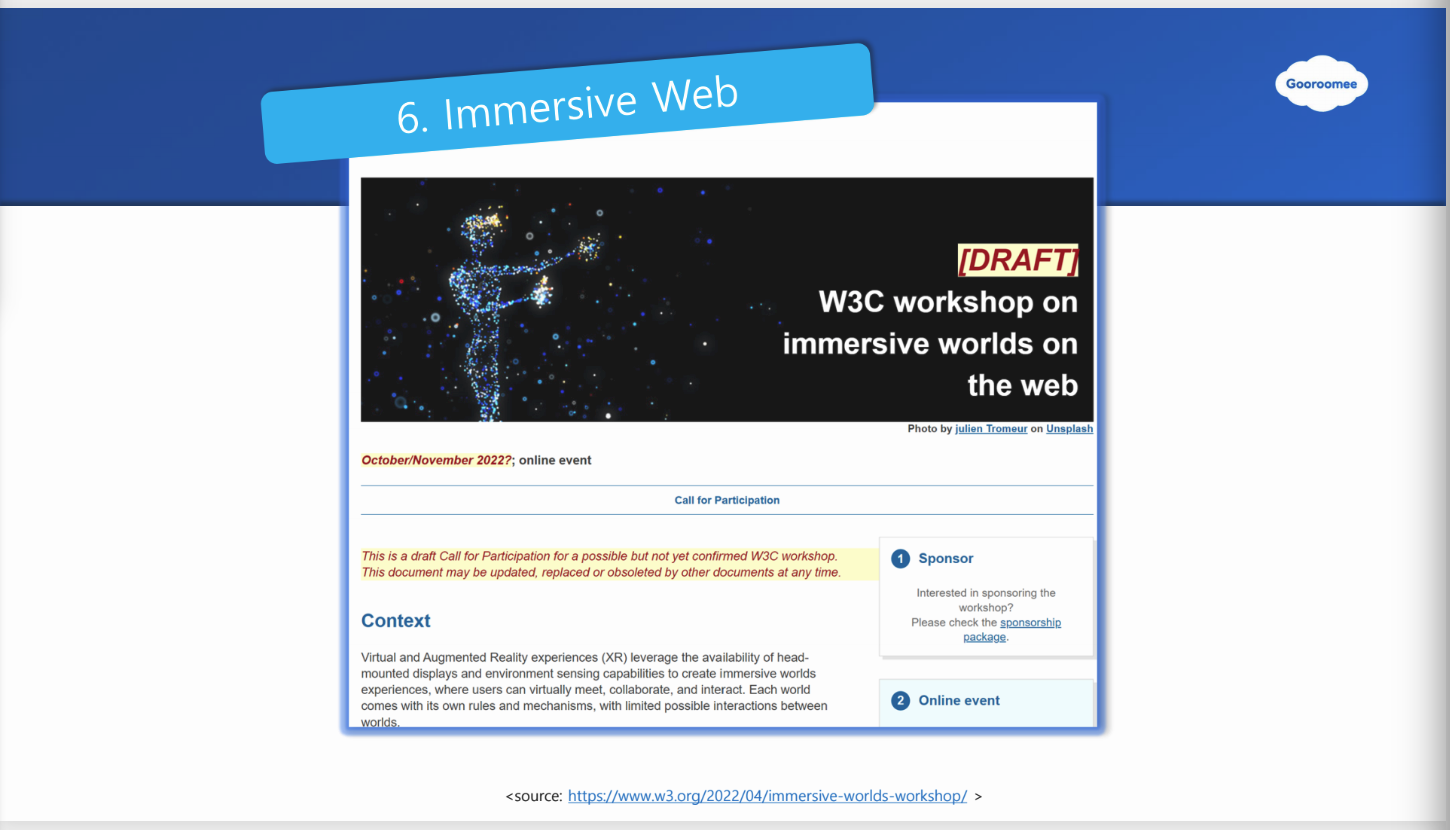 6. Immersive Web
Gooroomee
[DRAFT]
W3C workshop on
immersive worlds on
the web
Photo by julien Tromeur on Unsplash
October/November 2022?; online event
Call for Participation
This is a draft Call for Participation for a possible but not yet confirmed W3C workshop.
This document may be updated, replaced or obsoleted by other documents at any time.
Context
Virtual and Augmented Reality experiences (XR) leverage the availability of head-
mounted displays and environment sensing capabilities to create immersive worlds
experiences, where users can virtually meet, collaborate, and interact. Each world
comes with its own rules and mechanisms, with limited possible interactions between
worlds.
1 Sponsor
Interested in sponsoring the
workshop?
Please check the sponsorship
package.
2 Online event
<source: https://www.w3.org/2022/04/immersive-worlds-workshop/ >